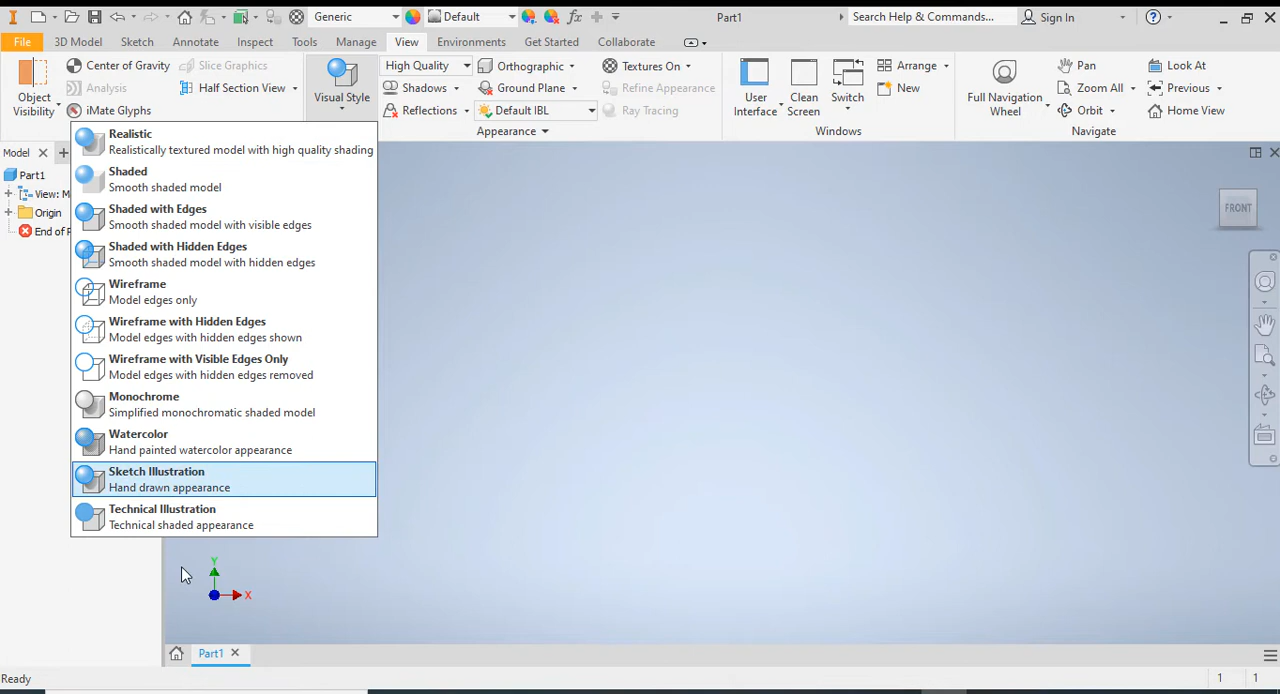 Generic
Default
fx
Part1
Search Help & Commands...
Sign In
File
3D Model
Sketch
Annotate
Inspect
Tools
Manage
View
Environments
Get Started
Collaborate
Object
Visibility
Center of Gravity
Analysis
iMate Glyphs
Slice Graphics
Half Section View
Visual Style
High Quality
Shadows
Reflections
Orthographic
Ground Plane
Default IBL
Textures On
Refine Appearance
Ray Tracing
Appearance
User
Interface
Clean
Screen
Switch
Arrange
New
Windows
Full Navigation
Wheel
Pan
Zoom All
Orbit
Look At
Previous
Home View
Navigate
Model
Part1
View: M
Origin
End of P
Realistic
Realistically textured model with high quality shading
Shaded
Smooth shaded model
Shaded with Edges
Smooth shaded model with visible edges
Shaded with Hidden Edges
Smooth shaded model with hidden edges
Wireframe
Model edges only
Wireframe with Hidden Edges
Model edges with hidden edges shown
Wireframe with Visible Edges Only
Model edges with hidden edges removed
Monochrome
Simplified monochromatic shaded model
Watercolor
Hand painted watercolor appearance
Sketch Illustration
Hand drawn appearance
Technical Illustration
Technical shaded appearance
FRONT
Y
X
Part1
Ready
1 1